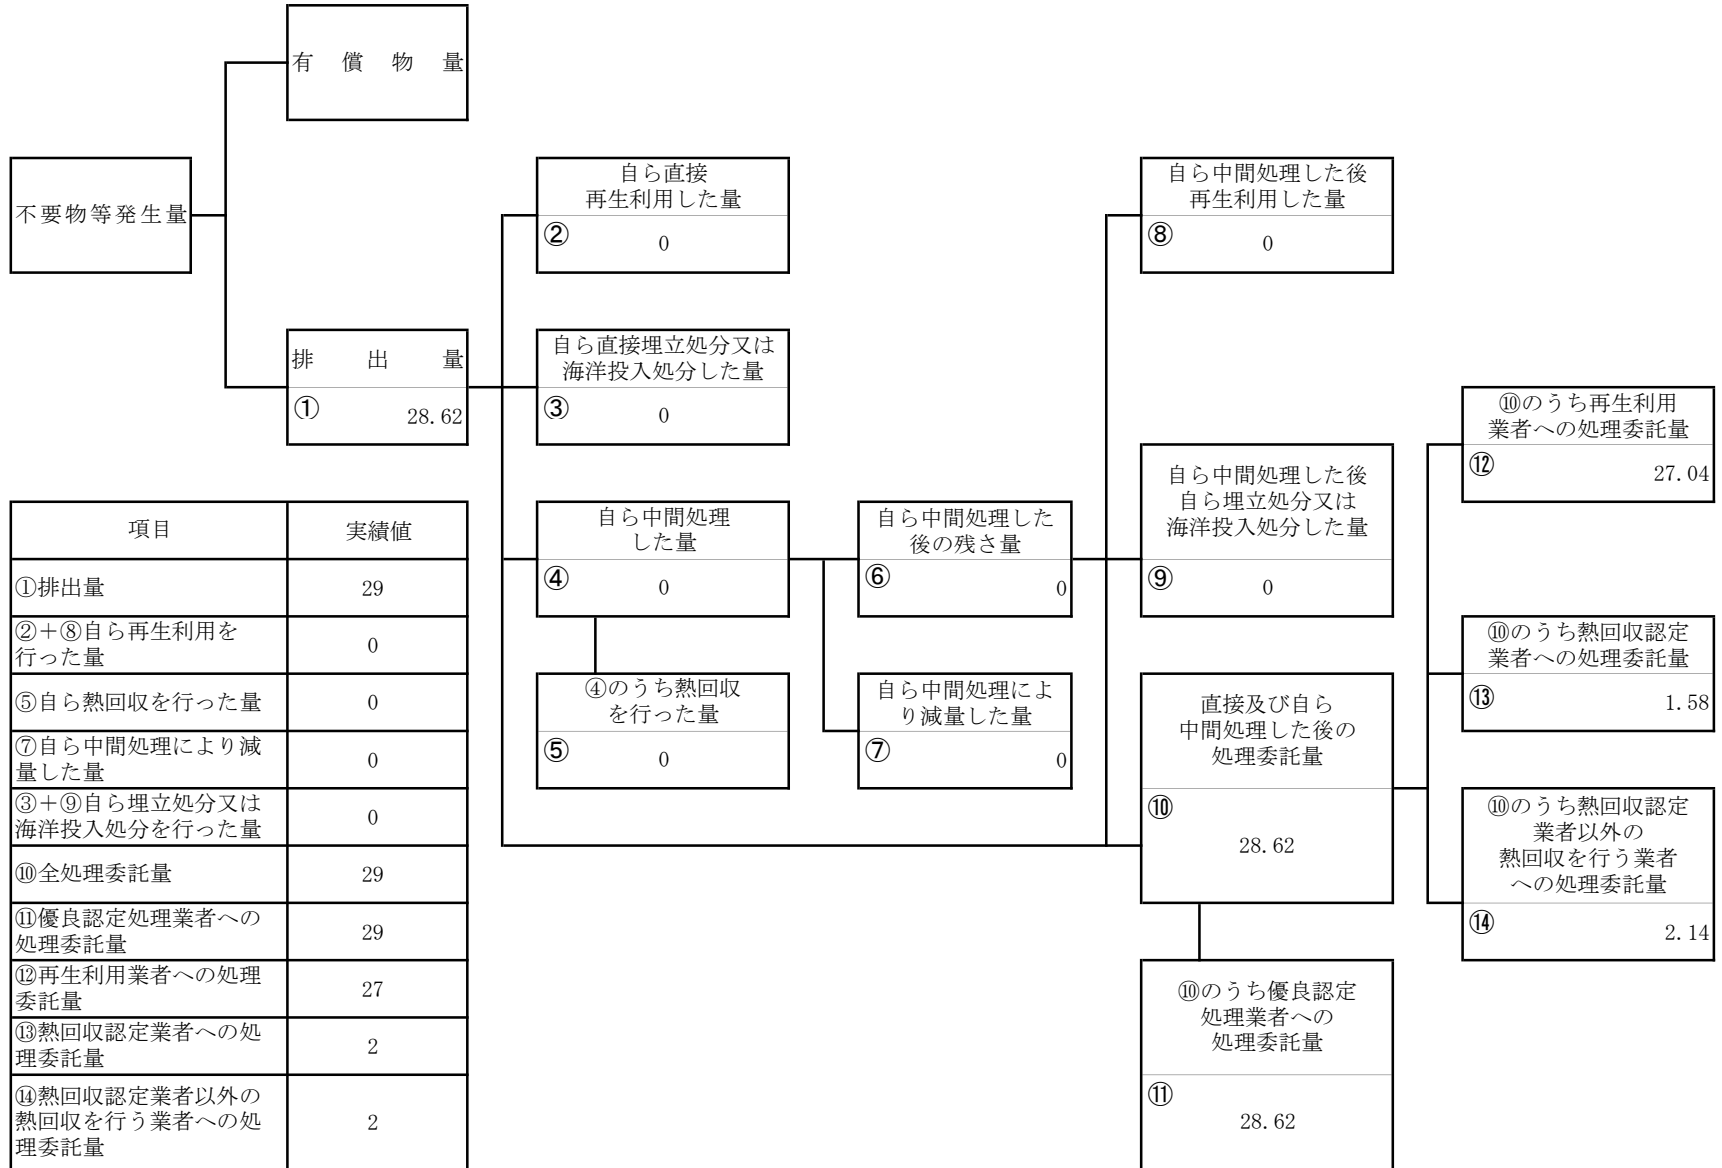 有償物量
不要物等発生量
自ら直接
再生利用した量
②
0
自ら中間処理した後
再生利用した量
⑧
0
排出量
①
28.62
自ら直接埋立処分又は
海洋投入処分した量
③
0
⑩のうち再生利用
業者への処理委託量
⑫
27.04
自ら中間処理
した量
④
0
自ら中間処理した
後の残さ量
⑥
0
自ら中間処理した後
自ら埋立処分又は
海洋投入処分した量
⑨
0
⑩のうち熱回収認定
業者への処理委託量
⑬
1.58
④のうち熱回収
を行った量
⑤
0
自ら中間処理によ
り減量した量
⑦
0
直接及び自ら
中間処理した後の
処理委託量
⑩
28.62
⑩のうち熱回収認定
業者以外の
熱回収を行う業者
への処理委託量
⑭
2.14
⑩のうち優良認定
処理業者への
処理委託量
⑪
28.62
項目 実績値
①排出量 29
②+⑧自ら再生利用を
行った量 0
⑤自ら熱回収を行った量 0
⑦自ら中間処理により減
量した量 0
③+⑨自ら埋立処分又は
海洋投入処分を行った量 0
⑩全処理委託量 29
⑪優良認定処理業者への
処理委託量 29
⑫再生利用業者への処理
委託量 27
⑬熱回収認定業者への処
理委託量 2
⑭熱回収認定業者以外の
熱回収を行う業者への処
理委託量 2